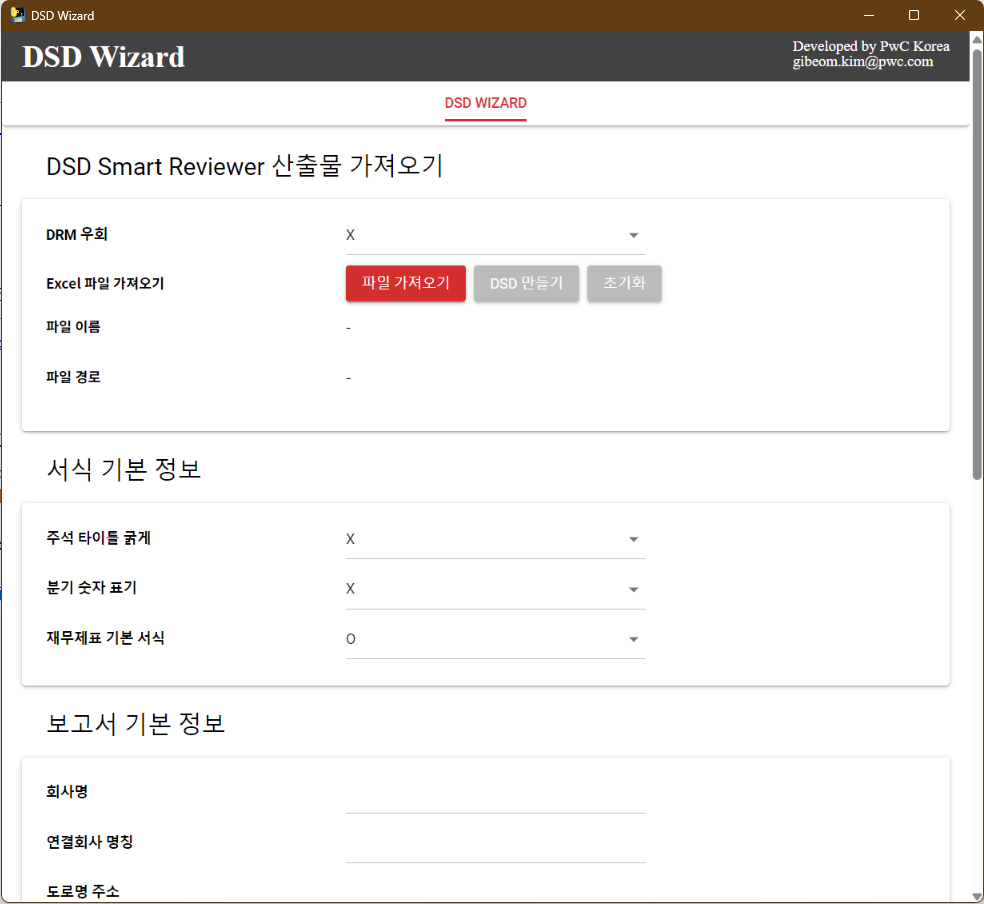 DSD Wizard
DSD Wizard
Developed by PwC Korea
gibeom.kim@pwc.com
DSD WIZARD
DSD Smart Reviewer 산출물 가져오기
DRM 우회 X
Excel 파일 가져오기 파일 가져오기 DSD 만들기 초기화
파일 이름 -
파일 경로 -
서식 기본 정보
주석 타이틀 굵게 X
분기 숫자 표기 X
재무제표 기본 서식 O
보고서 기본 정보
회사명
연결회사 명칭
도로명 주소